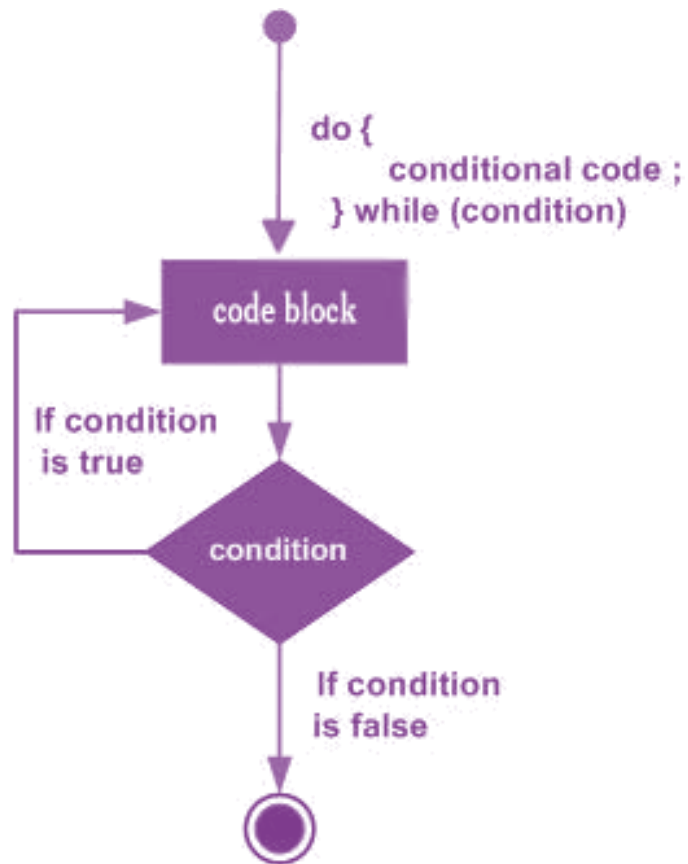 do {
conditional code ;
} while (condition)
code block
If condition
is true
condition
If condition
is false